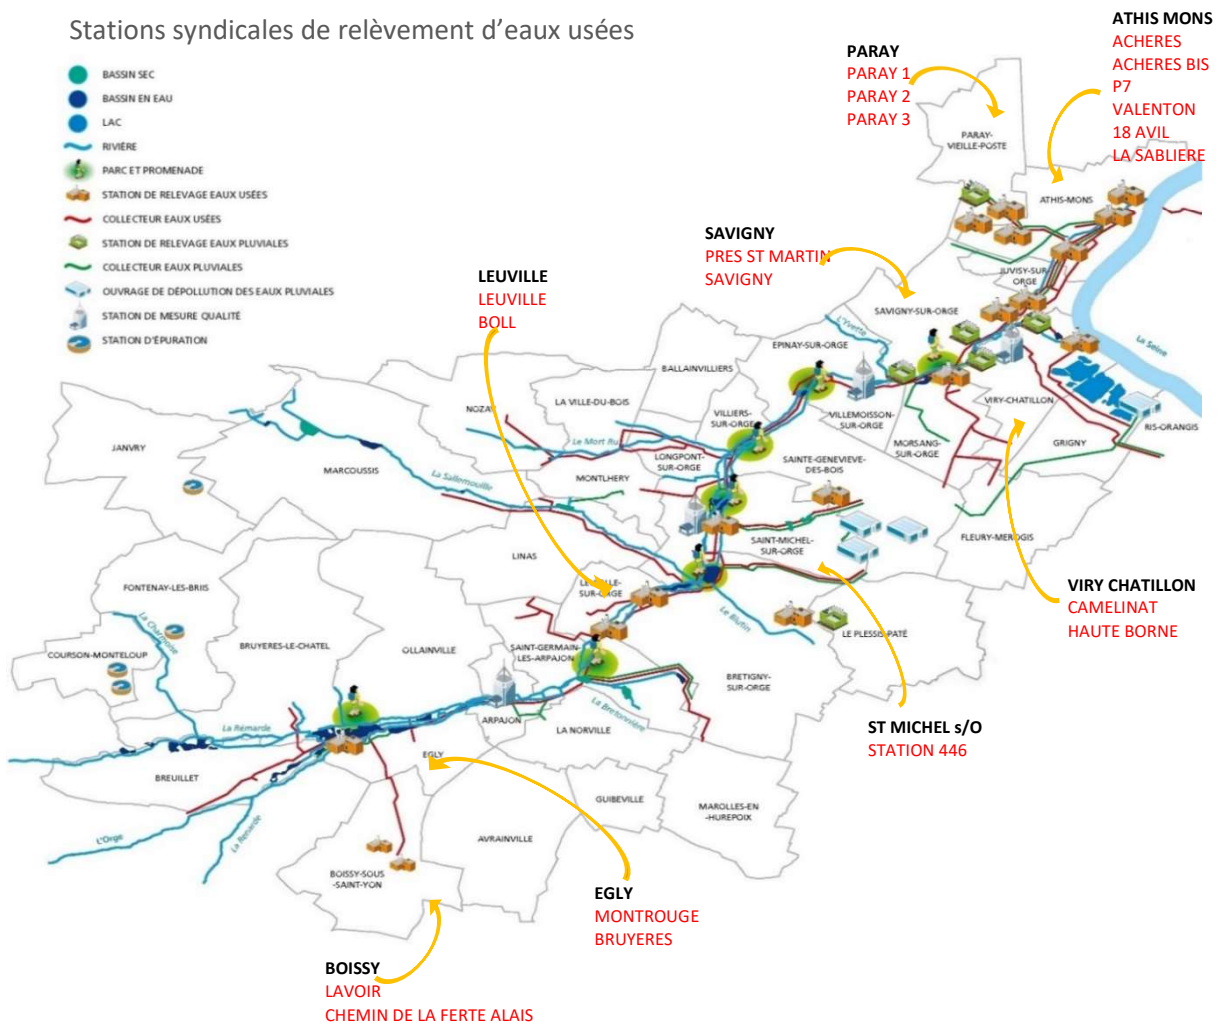 Stations syndicales de relèvement d'eaux usées
BASSIN SEC
BASSIN EN EAU
LAC
RIVIÈRE
PARC ET PROMENADE
STATION DE RELEVAGE EAUX USÉES
COLLECTEUR EAUX USÉES
STATION DE RELEVAGE EAUX PLUVIALES
COLLECTEUR EAUX PLUVIALES
OUVRAGE DE DÉPOLLUTION DES EAUX PLUVIALES
STATION DE MESURE QUALITÉ
STATION D'ÉPURATION
PARAY
PARAY 1
PARAY 2
PARAY 3
ATHIS MONS
ACHERES
ACHERES BIS
P7
VALENTON
18 AVIL
LA SABLIERE
PARAY-
VIEILLE-POSTE
ATHIS-MONS
SAVIGNY
PRES ST MARTIN
SAVIGNY
LEUVILLE
LEUVILLE
BOLL
JUVISY-SUR-
ORGE
SAVIGNY-SUR-ORGE
L'Yvette
EPINAY-SUR-ORGE
La Seine
BALLAINVILLIERS
LA VILLE-DU-BOIS
NOZAY
VILLIERS-
SUR-ORGE
VILLEMOISSON-
SUR-ORGE
VIRY-CHATILLON
RIS-ORANGIS
GRIGNY
MORSANG-
SUR-ORGE
Le Mort Ru
JANVRY
MARCOUSSIS
La Sallemouille
LONGPONT-
SUR-ORGE
SAINTE-GENEVIEVE-
DES-BOIS
MONTLHERY
FLEURY-MEROGIS
SAINT-MICHEL-
SUR-ORGE
LINAS
LEUVILLE-
SUR-ORGE
FONTENAY-LES-BRIIS
La Charmoise
Le Blutin
LE PLESSIS-PATÉ
VIRY CHATILLON
CAMELINAT
HAUTE BORNE
COURSON-MONTELOUP
BRUYERES-LE-CHATEL
OLLAINVILLE
SAINT-GERMAIN-
LES-ARPAJON
BRETIGNY-
SUR-ORGE
La Bretonnière
ARPAJON
LA NORVILLE
La Rémarde
EGLY
BREUILLET
ST MICHEL s/O
STATION 446
GUIBEVILLE
MAROLLES-EN
-HUREPOIX
L'Orge
La Renarde
AVRAINVILLE
BOISSY-SOUS
-SAINT-YON
EGLY
MONTROUGE
BRUYERES
BOISSY
LAVOIR
CHEMIN DE LA FERTE ALAIS